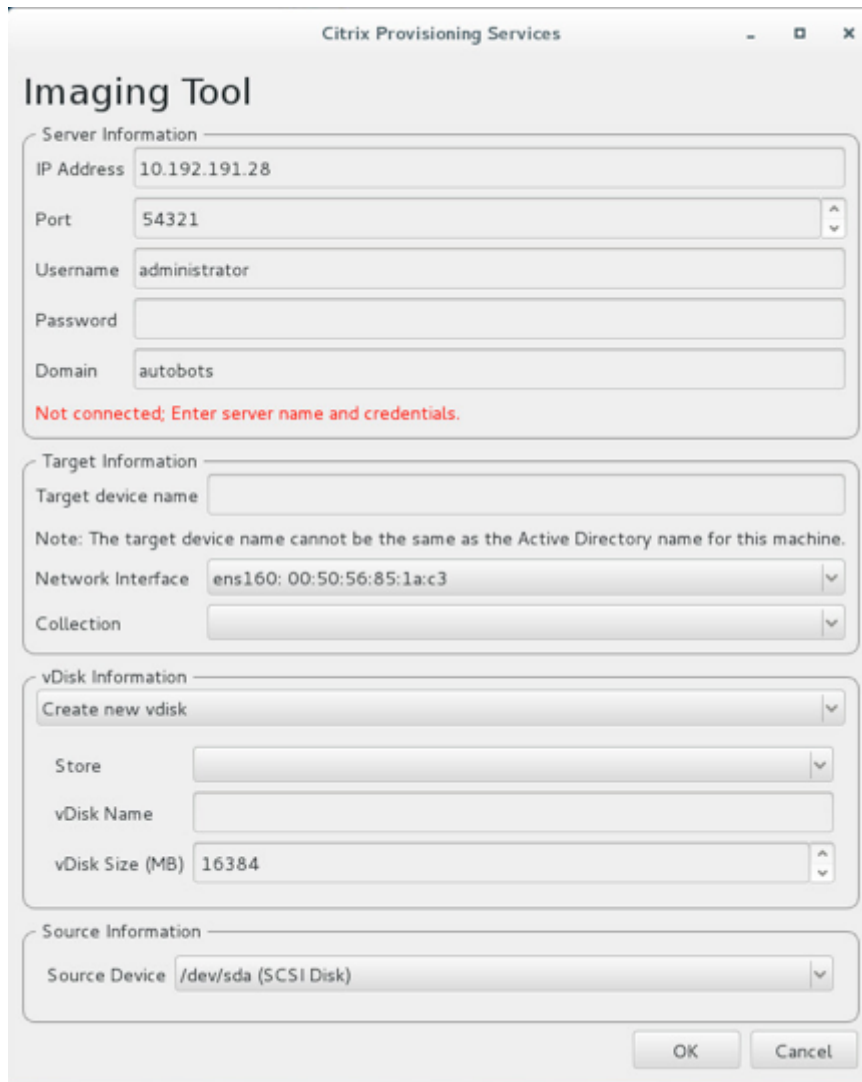 Citrix Provisioning Services
Imaging Tool
Server Information
IP Address 10.192.191.28
Port 54321
Username administrator
Password
Domain autobots
Not connected; Enter server name and credentials.
Target Information
Target device name
Note: The target device name cannot be the same as the Active Directory name for this machine.
Network Interface ens160: 00:50:56:85:1a:c3
Collection
vDisk Information
Create new vdisk
Store
vDisk Name
vDisk Size (MB) 16384
Source Information
Source Device /dev/sda (SCSI Disk)
OK Cancel